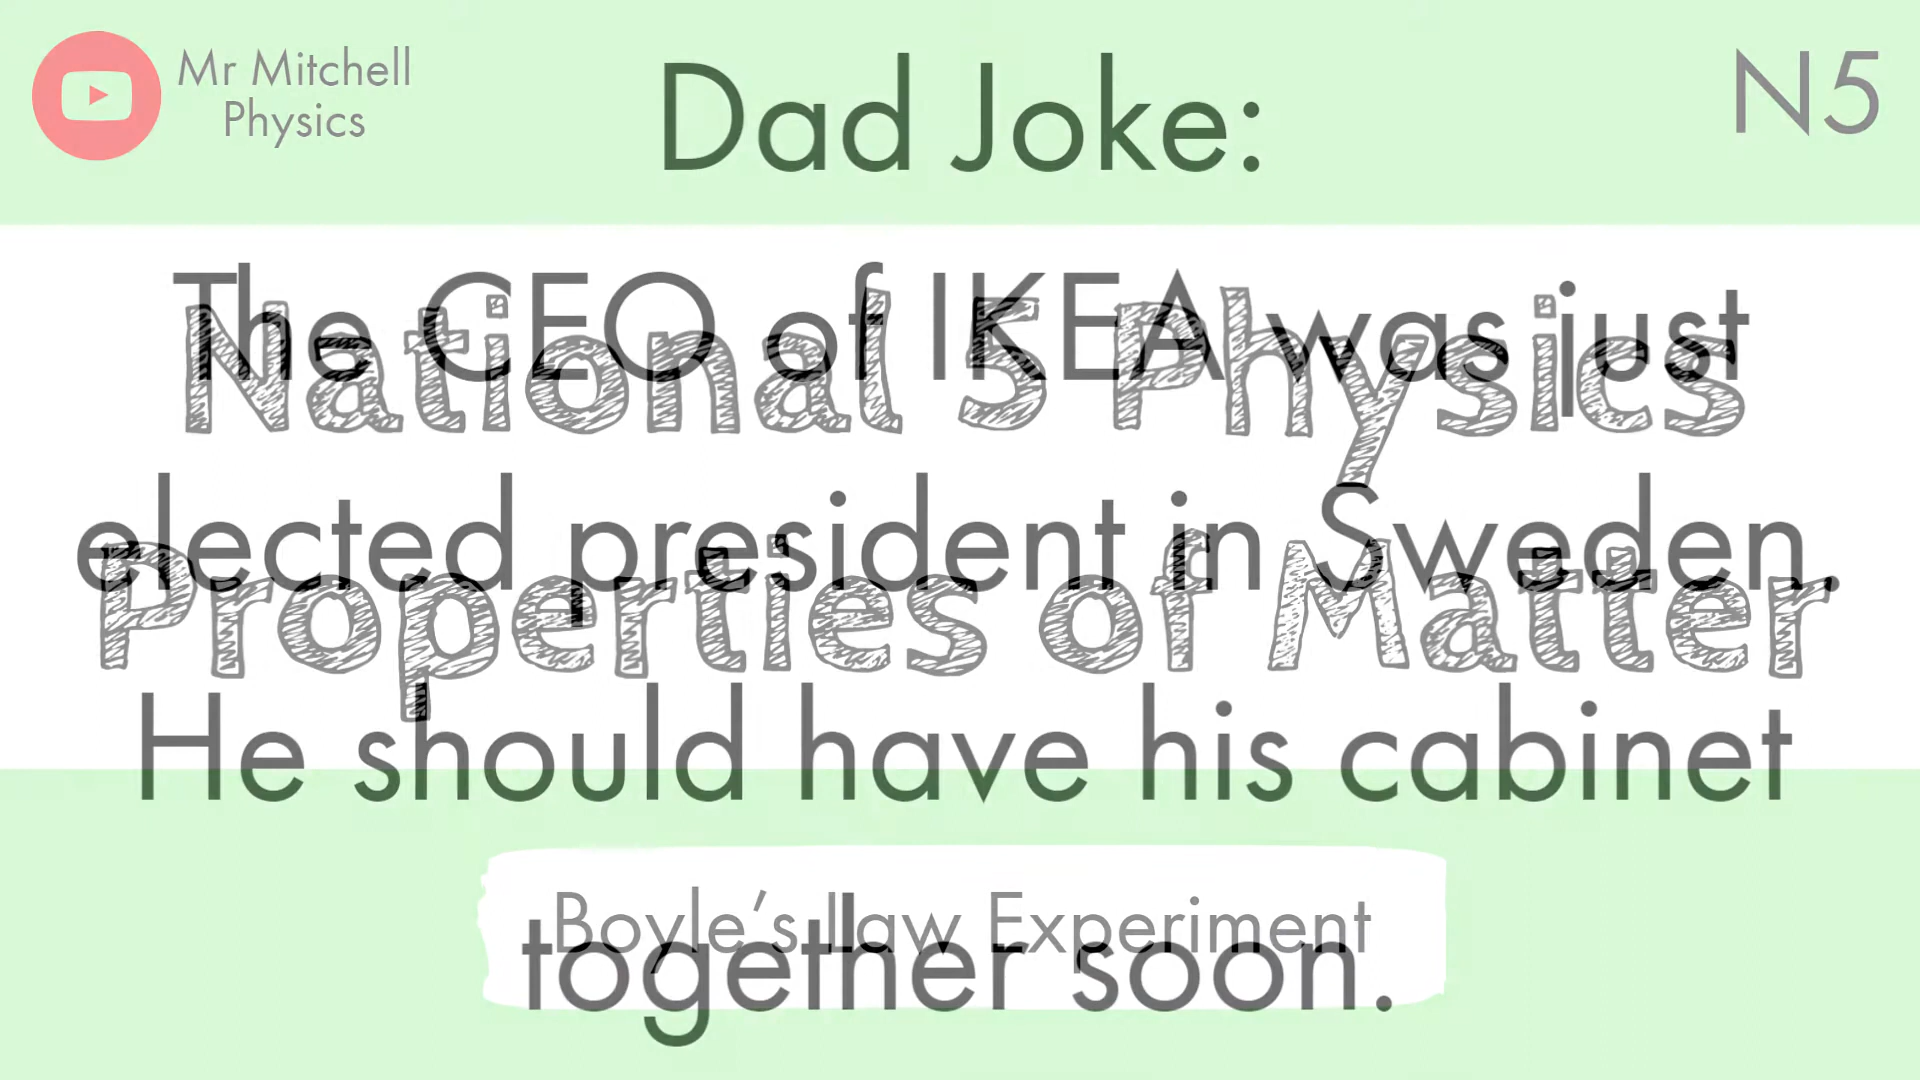 Mr Mitchell
Physics
Dad Joke:
N5
The CEO of IKEA was just
National 5 Physics
elected president in Sweden.
Properties of Matter
He should have his cabinet
Boyle's Law Experiment
together soon.